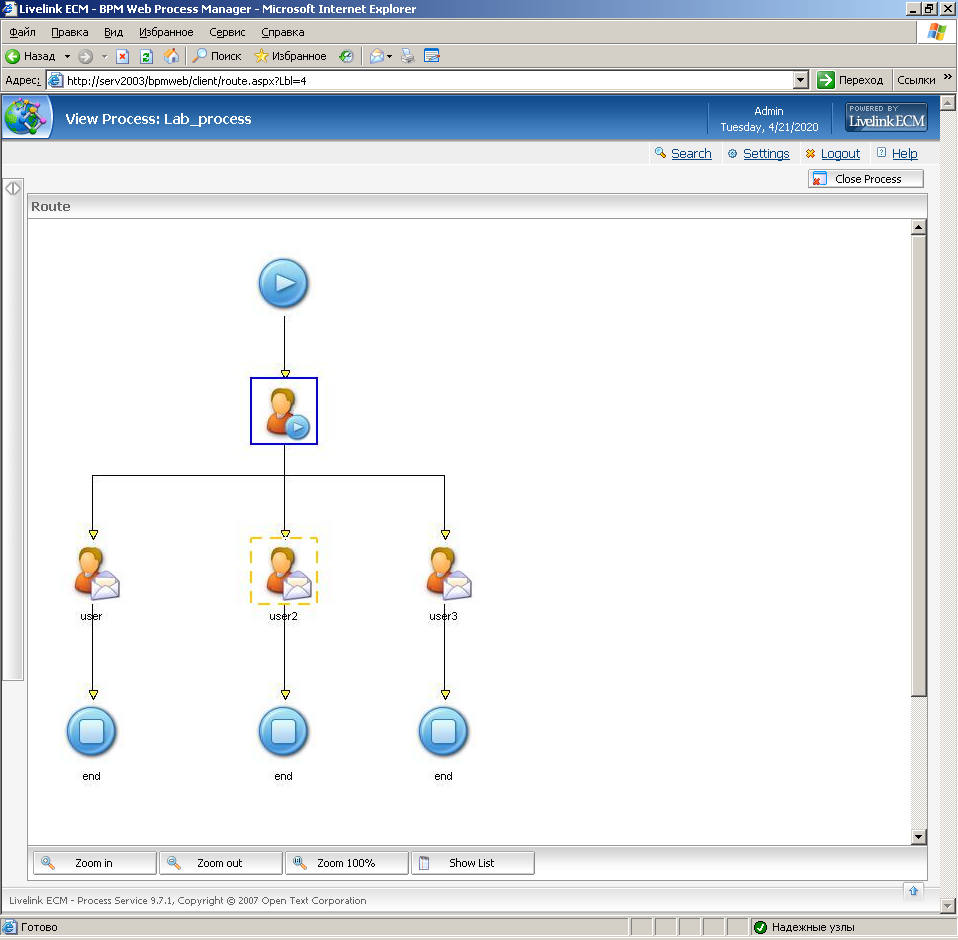 Livelink ECM - BPM Web Process Manager - Microsoft Internet Explorer
Файл Правка Вид Избранное Сервис Справка
Назад Поиск Избранное
Адрес: http://serv2003/bpmweb/client/route.aspx?Lbl=4 Переход Ссылки »
View Process: Lab_process
Admin
Tuesday, 4/21/2020
POWERED BY
Livelink ECM
Search Settings Logout Help
Close Process
Route
user user2 user3
end end end
Zoom in Zoom out Zoom 100% Show List
Livelink ECM - Process Service 9.7.1, Copyright © 2007 Open Text Corporation
Готово Надежные узлы